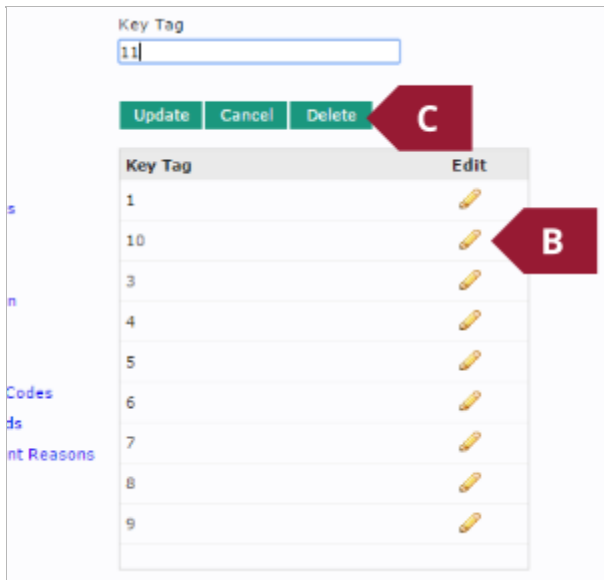 Key Tag
11
Update Cancel Delete C
Key Tag Edit
1
s
10 B
3
n
4
5
Codes
6
ds
nt Reasons
7
8
9